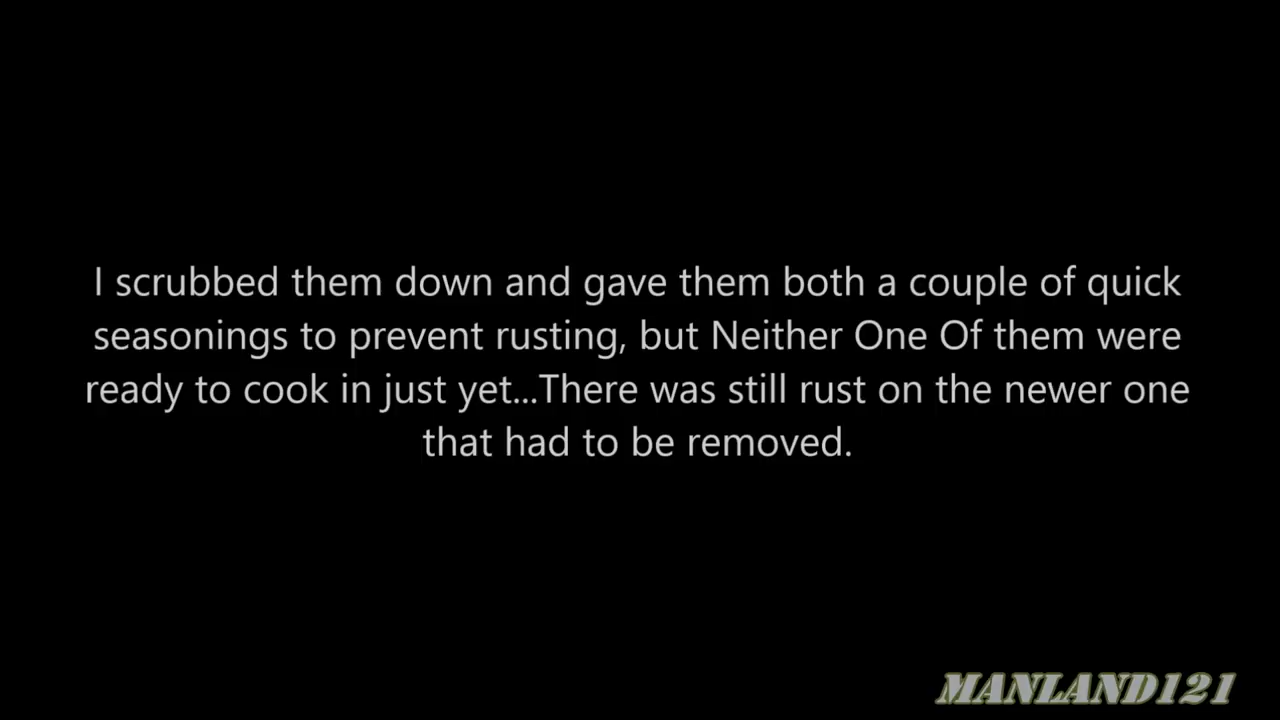 I scrubbed them down and gave them both a couple of quick
seasonings to prevent rusting, but Neither One Of them were
ready to cook in just yet...There was still rust on the newer one
that had to be removed.
MANLAND121